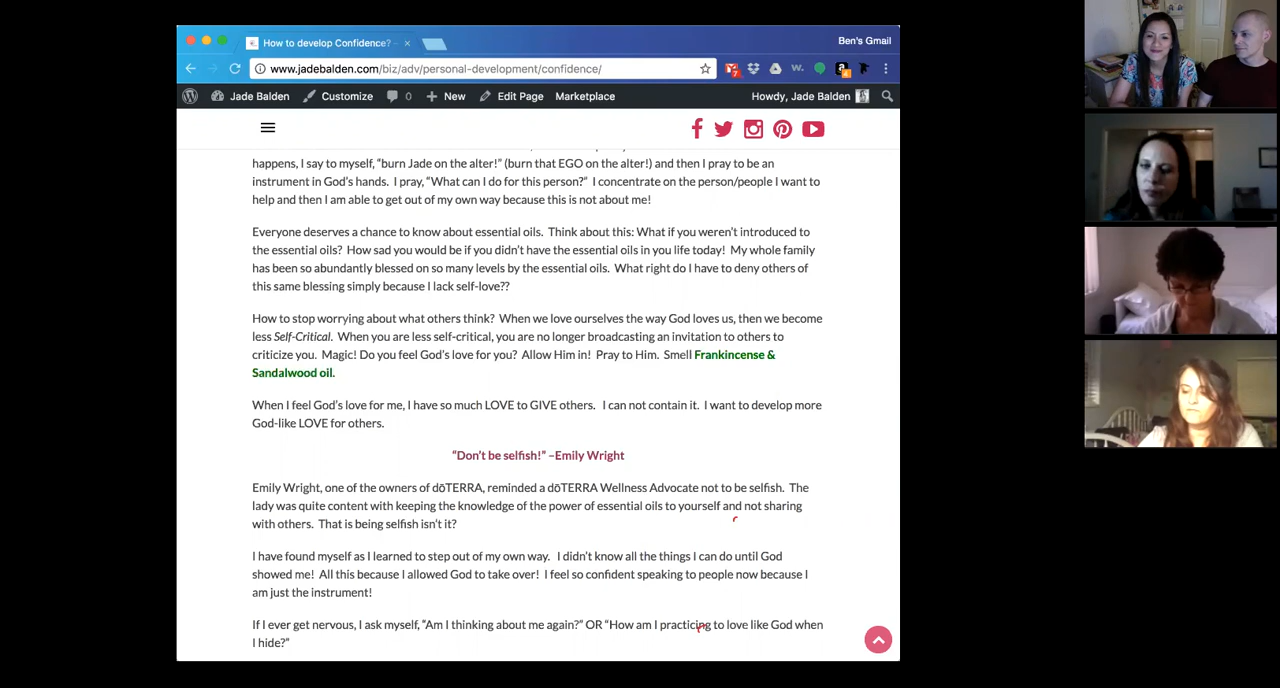 How to develop Confidence? -
Ben's Gmail
www.jadebalden.com/biz/adv/personal-development/confidence/
7
w.
a
4
Jade Balden Customize 0 New Edit Page Marketplace Howdy, Jade Balden
happens, I say to myself, “burn Jade on the alter!” (burn that EGO on the alter!) and then I pray to be an
instrument in God’s hands. I pray, “What can I do for this person?” I concentrate on the person/people I want to
help and then I am able to get out of my own way because this is not about me!
Everyone deserves a chance to know about essential oils. Think about this: What if you weren’t introduced to
the essential oils? How sad you would be if you didn’t have the essential oils in you life today! My whole family
has been so abundantly blessed on so many levels by the essential oils. What right do I have to deny others of
this same blessing simply because I lack self-love??
How to stop worrying about what others think? When we love ourselves the way God loves us, then we become
less Self-Critical. When you are less self-critical, you are no longer broadcasting an invitation to others to
criticize you. Magic! Do you feel God’s love for you? Allow Him in! Pray to Him. Smell Frankincense &
Sandalwood oil.
When I feel God’s love for me, I have so much LOVE to GIVE others. I can not contain it. I want to develop more
God-like LOVE for others.
“Don’t be selfish!” –Emily Wright
Emily Wright, one of the owners of dōTERRA, reminded a dōTERRA Wellness Advocate not to be selfish. The
lady was quite content with keeping the knowledge of the power of essential oils to yourself and not sharing
with others. That is being selfish isn’t it?
I have found myself as I learned to step out of my own way. I didn’t know all the things I can do until God
showed me! All this because I allowed God to take over! I feel so confident speaking to people now because I
am just the instrument!
If I ever get nervous, I ask myself, “Am I thinking about me again?” OR “How am I practicing to love like God when
I hide?”